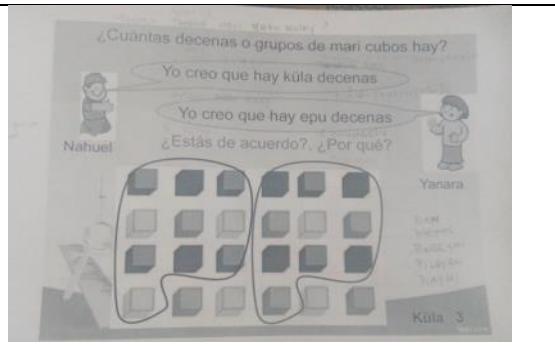 ¿Cuántas decenas o grupos de mari cubos hay?
Yo creo que hay küla decenas
Yo creo que hay epu decenas
Nahuel
¿Estás de acuerdo?, ¿Por qué?
Yanara
Küla 3